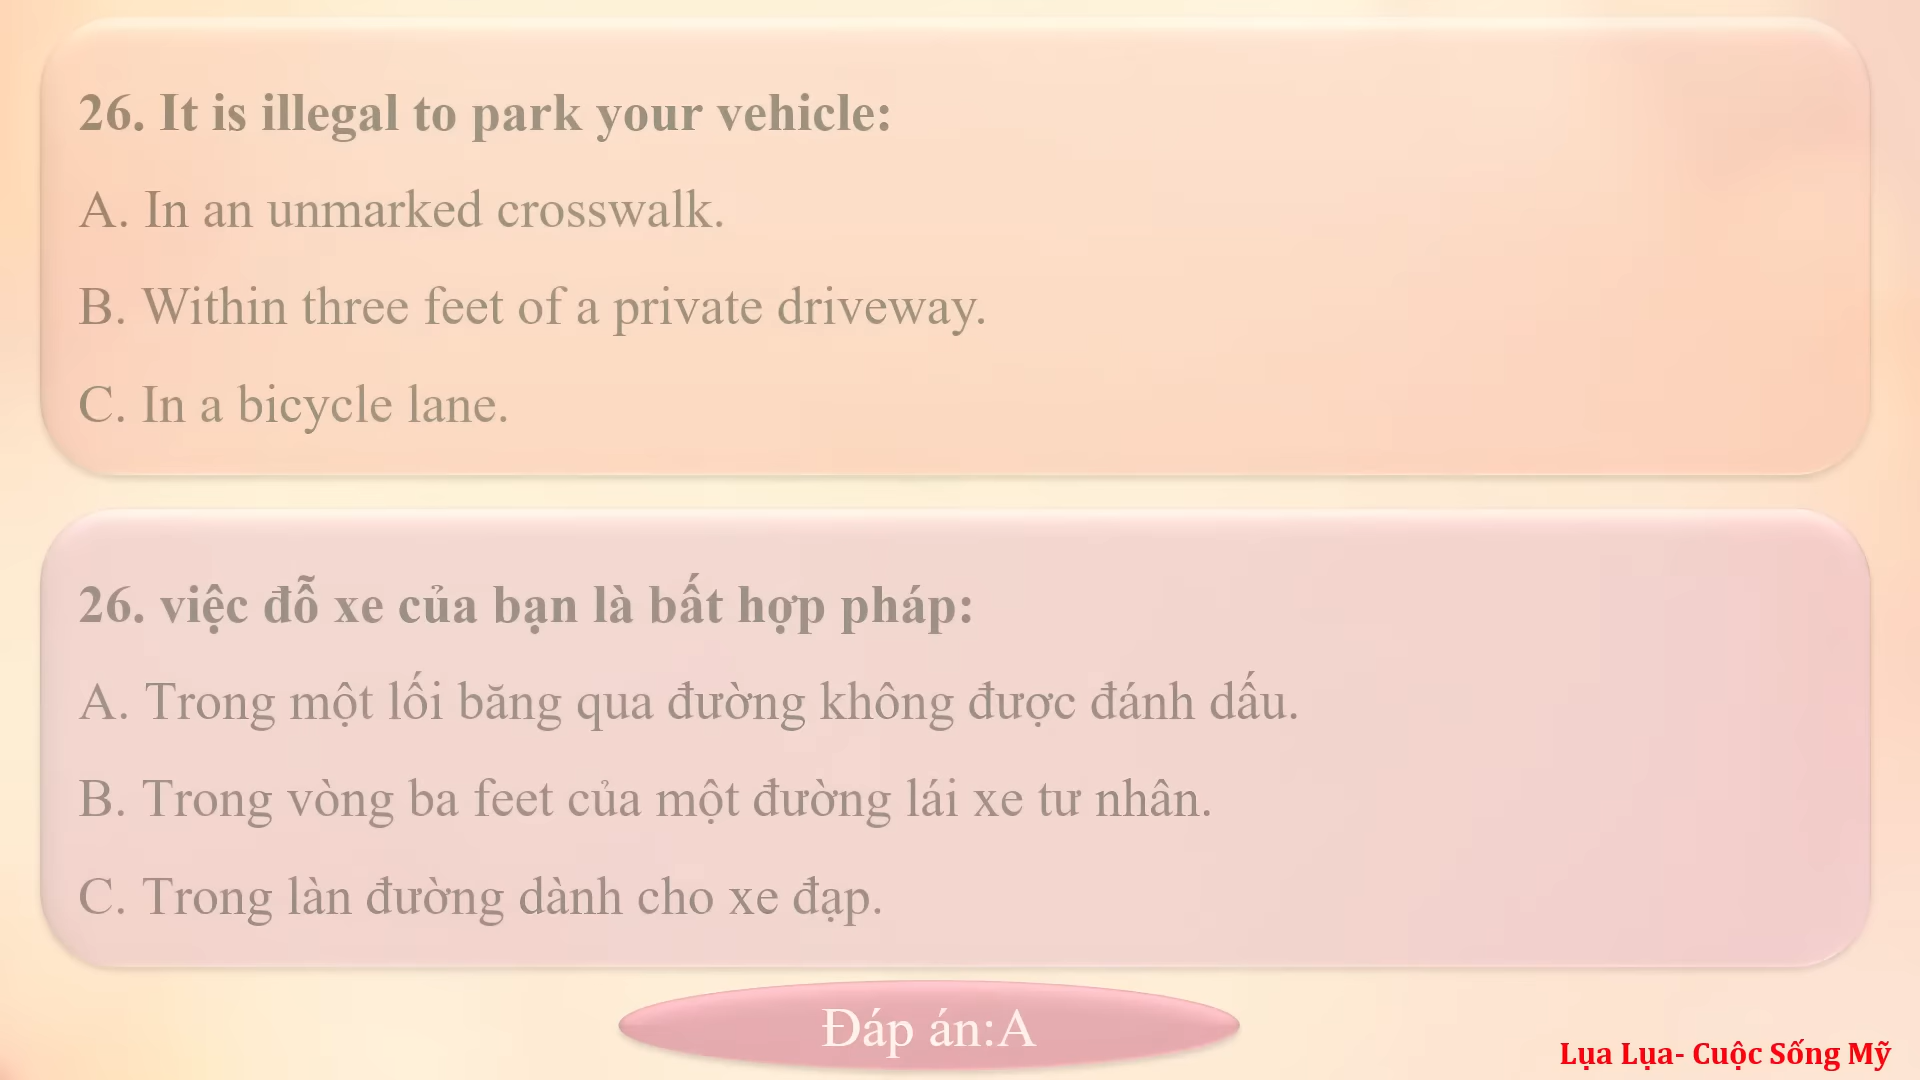 26. It is illegal to park your vehicle:
A. In an unmarked crosswalk.
B. Within three feet of a private driveway.
C. In a bicycle lane.
26. việc đỗ xe của bạn là bất hợp pháp:
A. Trong một lối băng qua đường không được đánh dấu.
B. Trong vòng ba feet của một đường lái xe tư nhân.
C. Trong làn đường dành cho xe đạp.
Đáp án:A
Lụa Lụa- Cuộc Sống Mỹ